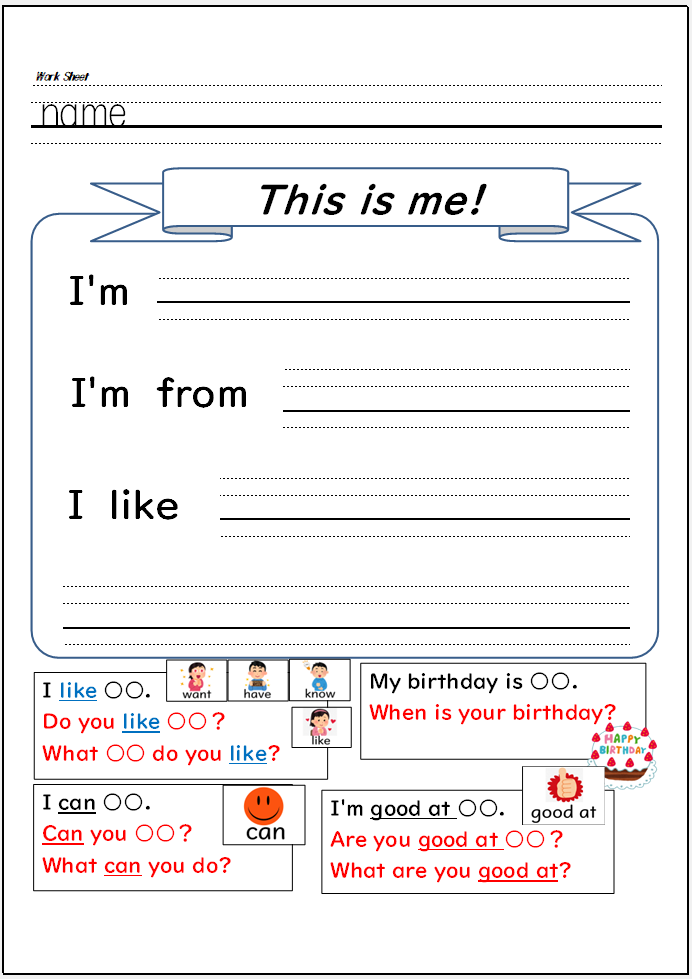 Work Sheet
name
This is me!
I'm
I'm from
I like
want
have
know
like
I like ○○.
Do you like ○○?
What ○○ do you like?
My birthday is ○○.
When is your birthday?
HAPPY
BIRTHDAY
I can ○○.
Can you ○○?
What can you do?
can
good at
I'm good at ○○.
Are you good at ○○?
What are you good at?